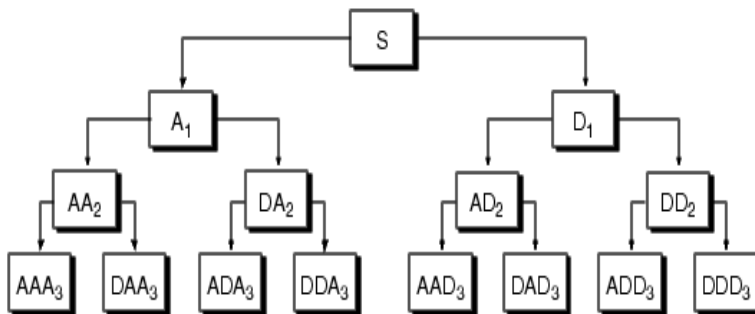 S
A₁ D₁
AA₂ DA₂ AD₂ DD₂
AAA₃ DAA₃ ADA₃ DDA₃ AAD₃ DAD₃ ADD₃ DDD₃